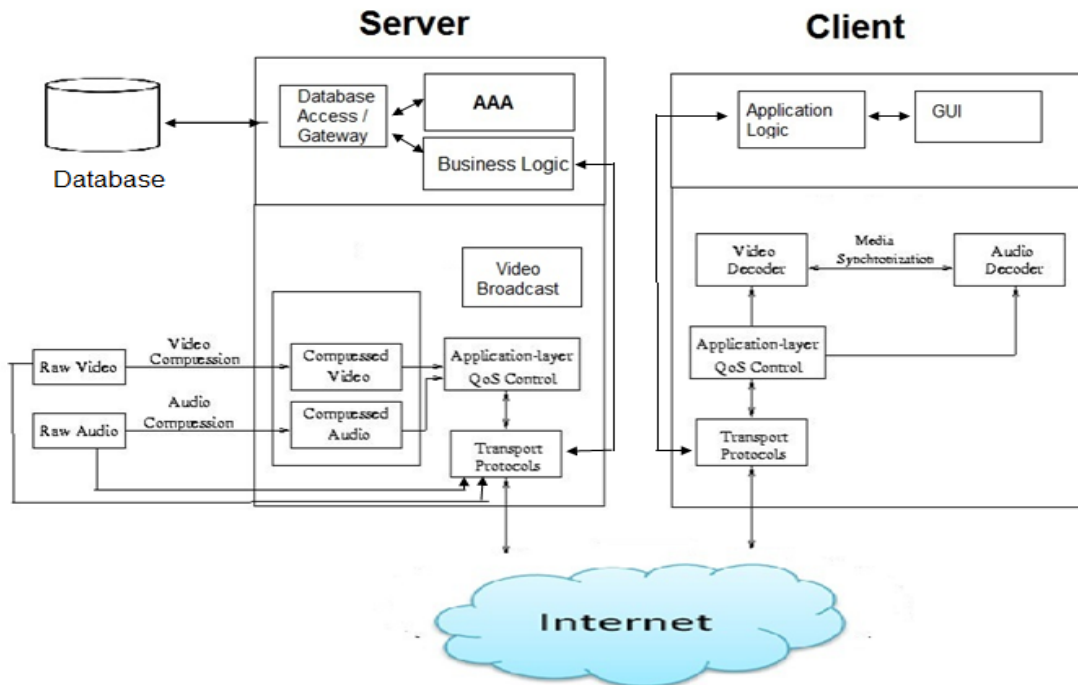 Server
Client
Database
Access /
Gateway
AAA
Business Logic
Database
Application
Logic
GUI
Video
Broadcast
Video
Decoder
Media
Synchronization
Audio
Decoder
Raw Video
Video
Compression
Compressed
Video
Application-layer
QoS Control
Raw Audio
Audio
Compression
Compressed
Audio
Transport
Protocols
Application-layer
QoS Control
Transport
Protocols
Internet